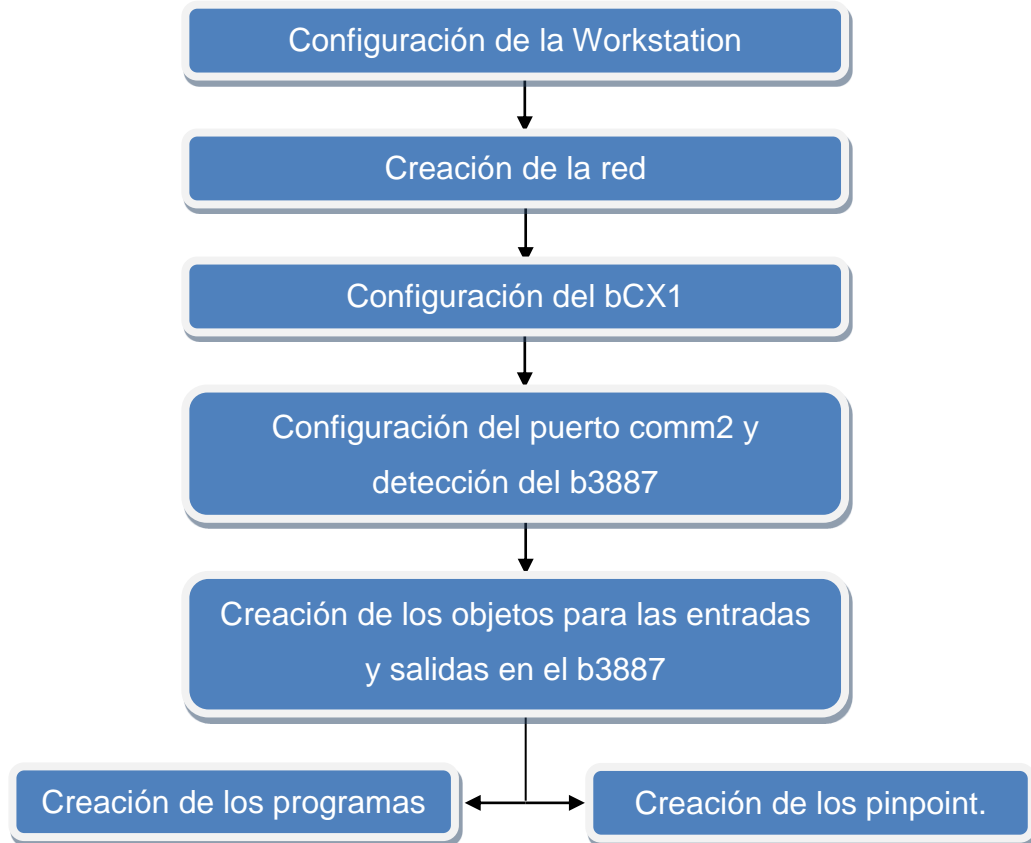 Configuración de la Workstation
Creación de la red
Configuración del bCX1
Configuración del puerto comm2 y
detección del b3887
Creación de los objetos para las entradas
y salidas en el b3887
Creación de los programas
Creación de los pinpoint.